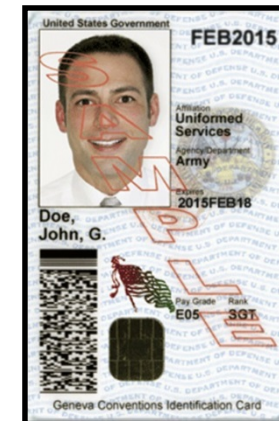 United States Government
FEB2015
SAMPLE
Affiliation
Uniformed
Services
Agency/Department
Army
Expires
2015FEB18
Doe,
John, G.
Pay Grade Rank
E05 SGT
Geneva Conventions Identification Card